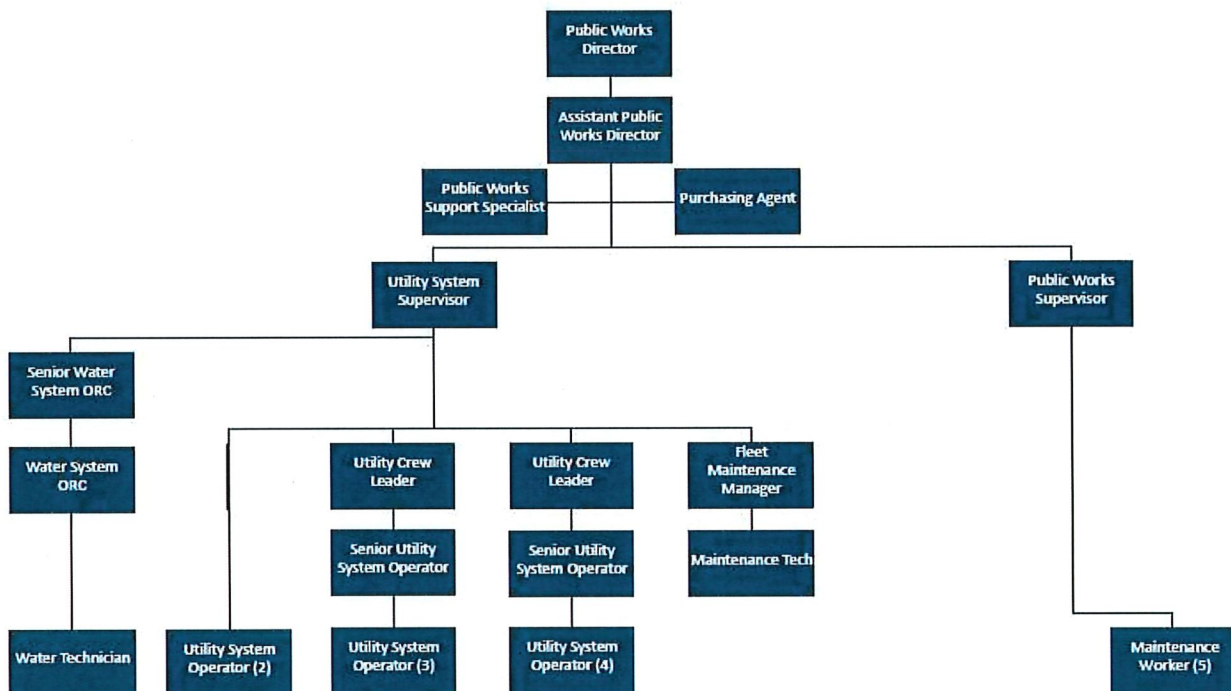 Public Works
Director
Assistant Public
Works Director
Public Works
Support Specialist
Purchasing Agent
Utility System
Supervisor
Public Works
Supervisor
Senior Water
System ORC
Water System
ORC
Utility Crew
Leader
Utility Crew
Leader
Fleet
Maintenance
Manager
Senior Utility
System Operator
Senior Utility
System Operator
Maintenance Tech
Water Technician
Utility System
Operator (2)
Utility System
Operator (3)
Utility System
Operator (4)
Maintenance
Worker (5)